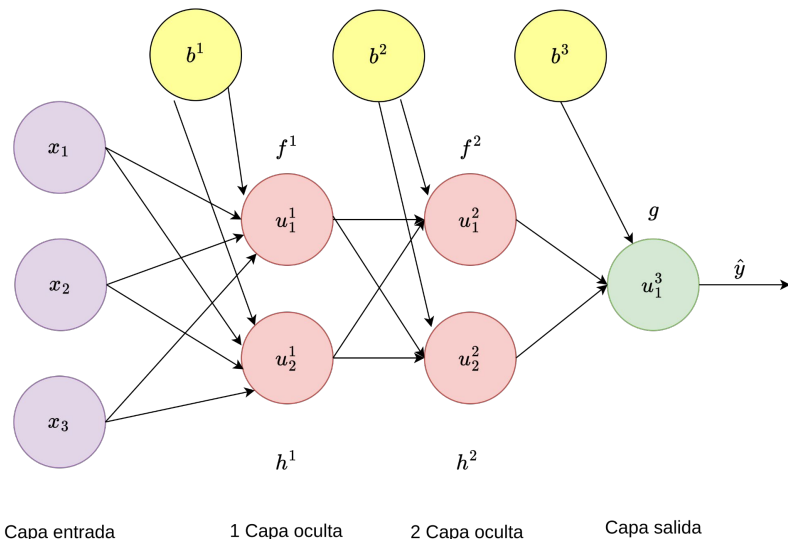 b¹
b²
b³
x₁
f¹
f²
u₁¹
u₁²
g
x₂
u₁³
ŷ
u₂¹
u₂²
x₃
h¹
h²
Capa entrada
1 Capa oculta
2 Capa oculta
Capa salida